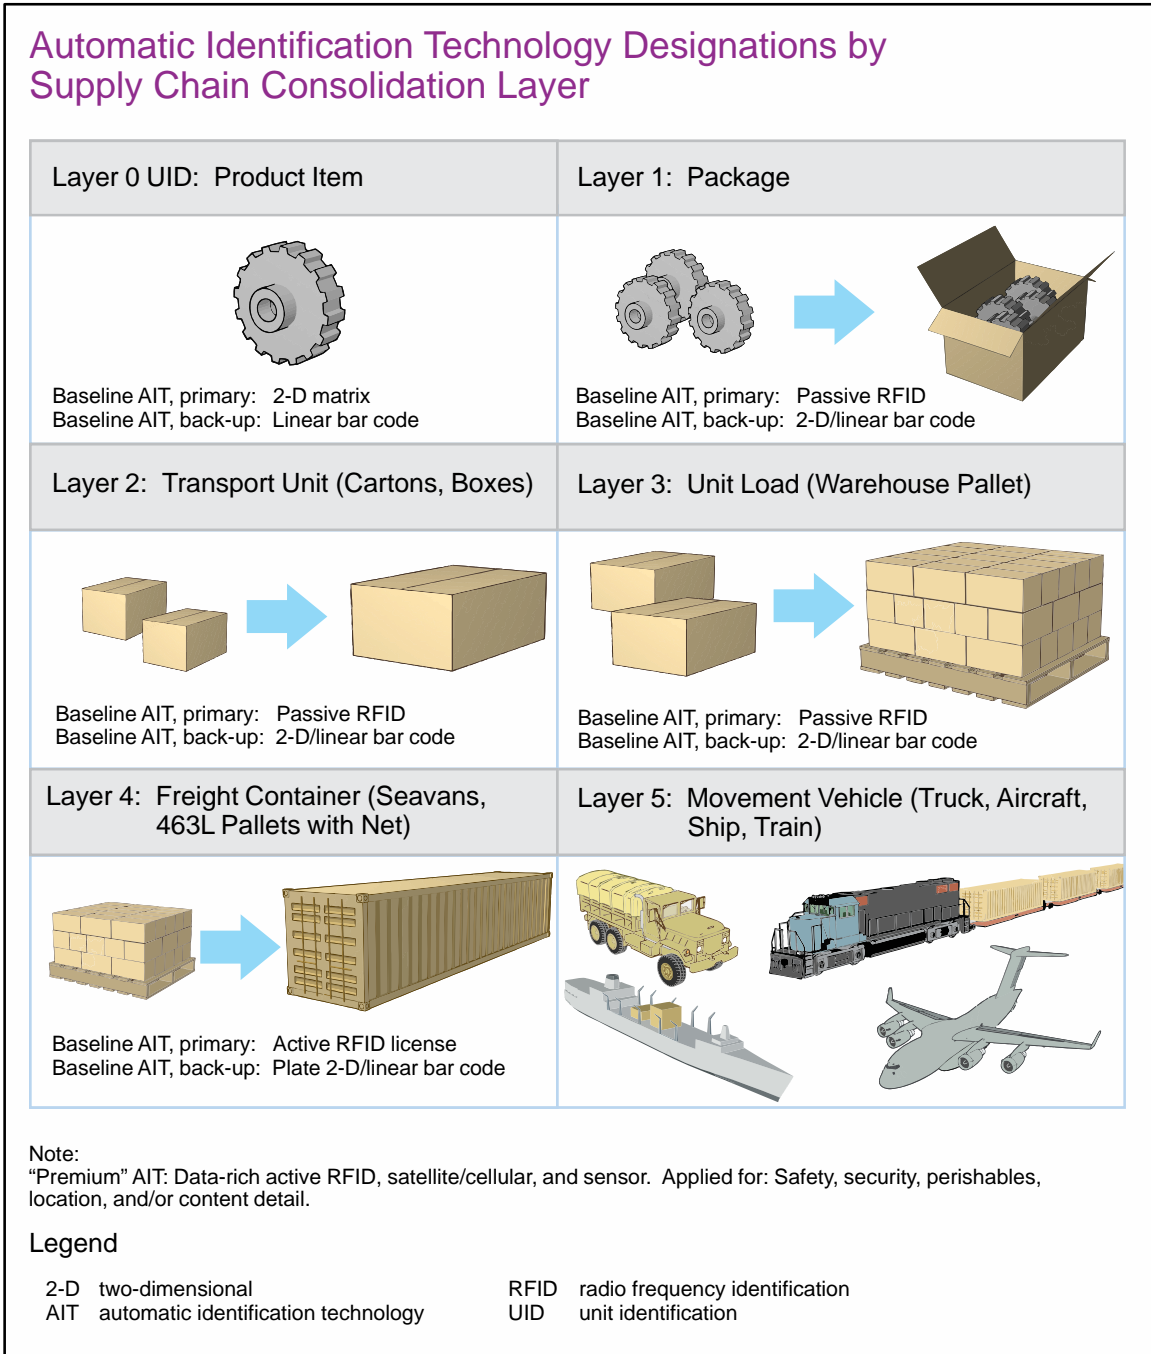 Automatic Identification Technology Designations by
Supply Chain Consolidation Layer
Layer 0 UID: Product Item
Layer 1: Package
Baseline AIT, primary: 2-D matrix
Baseline AIT, back-up: Linear bar code
Baseline AIT, primary: Passive RFID
Baseline AIT, back-up: 2-D/linear bar code
Layer 2: Transport Unit (Cartons, Boxes)
Layer 3: Unit Load (Warehouse Pallet)
Baseline AIT, primary: Passive RFID
Baseline AIT, back-up: 2-D/linear bar code
Baseline AIT, primary: Passive RFID
Baseline AIT, back-up: 2-D/linear bar code
Layer 4: Freight Container (Seavans,
463L Pallets with Net)
Layer 5: Movement Vehicle (Truck, Aircraft,
Ship, Train)
Baseline AIT, primary: Active RFID license
Baseline AIT, back-up: Plate 2-D/linear bar code
Note:
“Premium” AIT: Data-rich active RFID, satellite/cellular, and sensor. Applied for: Safety, security, perishables,
location, and/or content detail.
Legend
2-D two-dimensional
AIT automatic identification technology
RFID radio frequency identification
UID unit identification